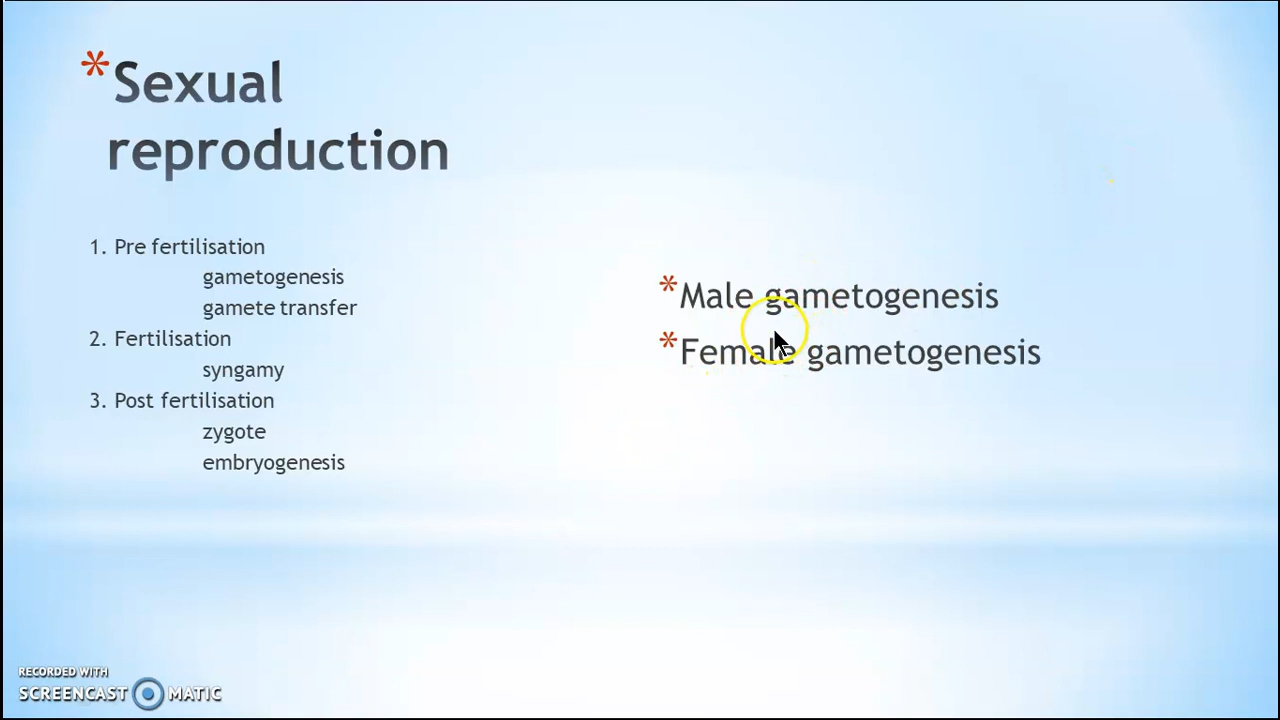 *Sexual
reproduction
1. Pre fertilisation
gametogenesis
gamete transfer
2. Fertilisation
syngamy
3. Post fertilisation
zygote
embryogenesis
*Male gametogenesis
*Female gametogenesis
RECORDED WITH
SCREENCAST MATIC